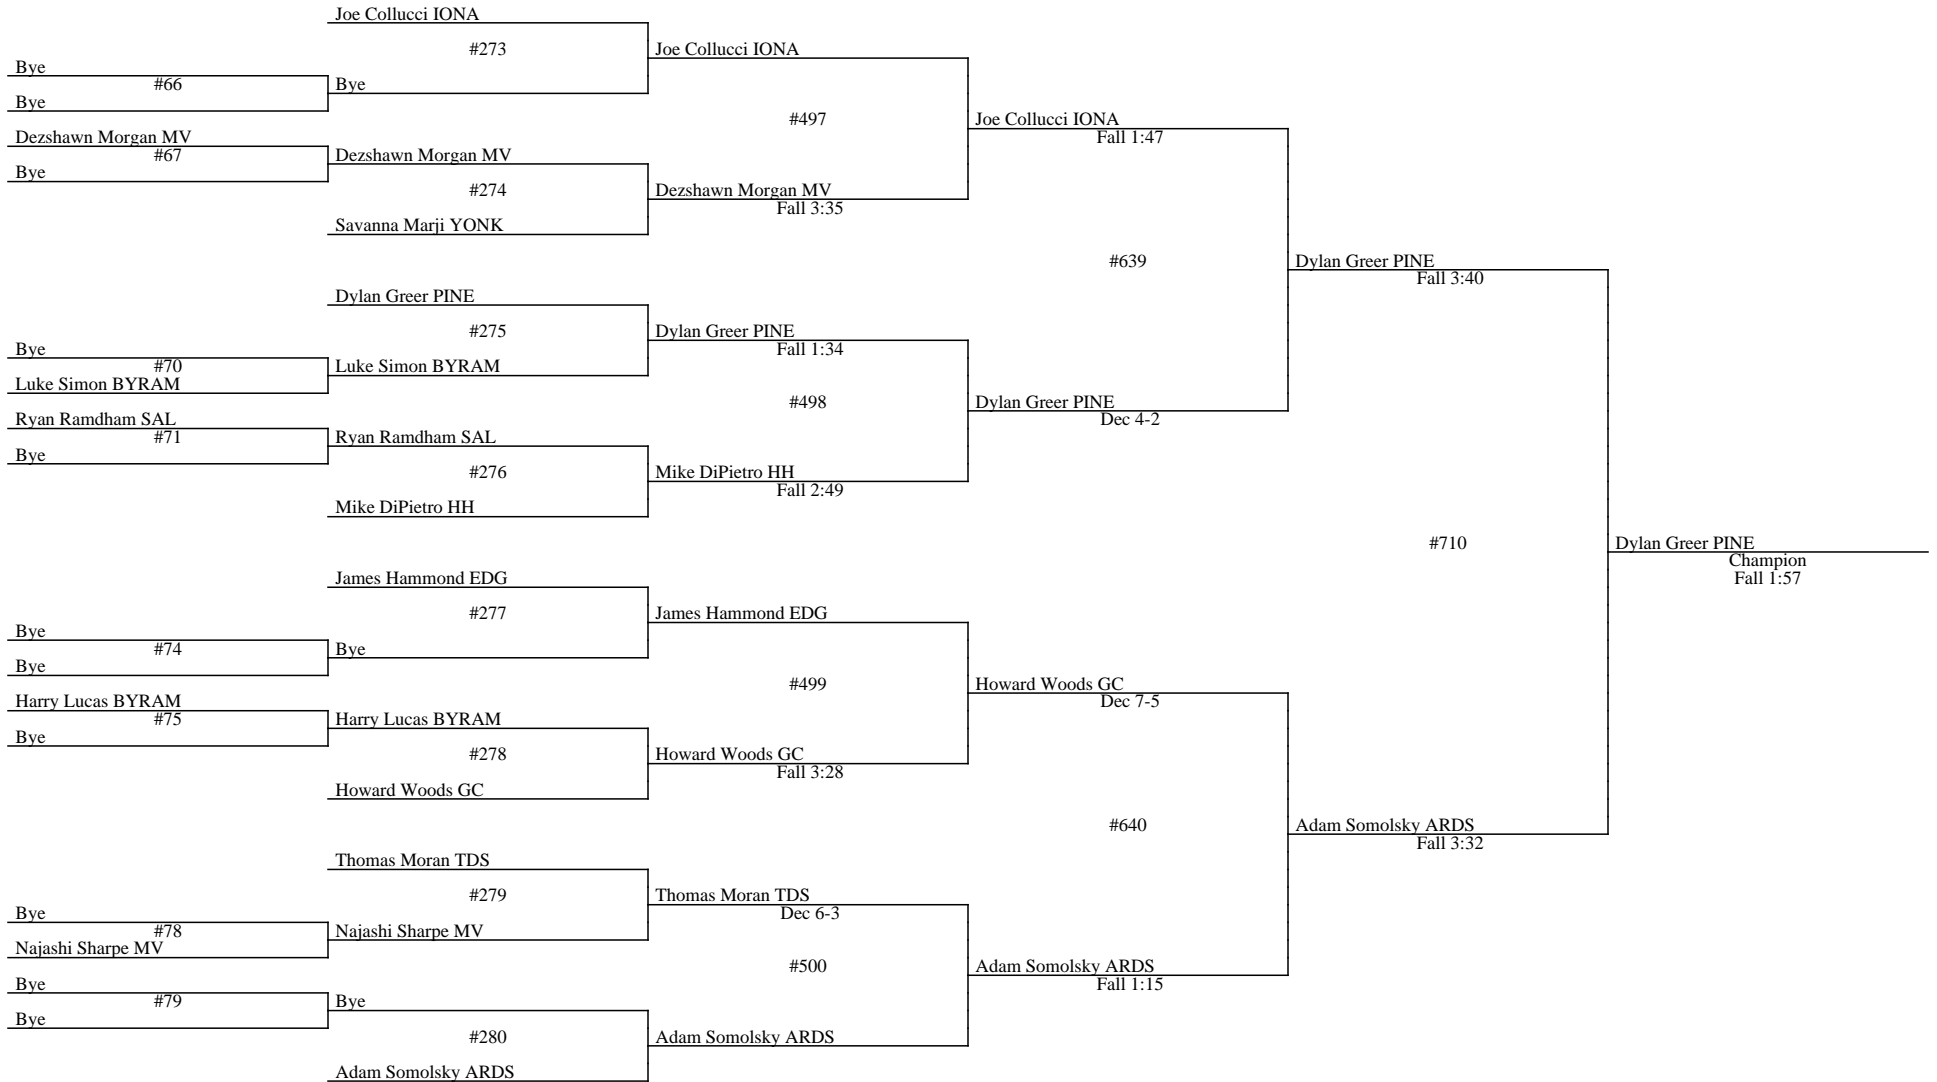 Joe Collucci IONA
#273
Joe Collucci IONA
Bye
#66
Bye
Bye
#497
Joe Collucci IONA
Fall 1:47
Dezshawn Morgan MV
#67
Dezshawn Morgan MV
Bye
#274
Dezshawn Morgan MV
Fall 3:35
Savanna Marji YONK
#639
Dylan Greer PINE
Fall 3:40
Dylan Greer PINE
#275
Dylan Greer PINE
Fall 1:34
Bye
#70
Luke Simon BYRAM
Luke Simon BYRAM
#498
Dylan Greer PINE
Dec 4-2
Ryan Ramdham SAL
#71
Ryan Ramdham SAL
Bye
#276
Mike DiPietro HH
Fall 2:49
Mike DiPietro HH
#710
Dylan Greer PINE
Champion
Fall 1:57
James Hammond EDG
#277
James Hammond EDG
Bye
#74
Bye
Bye
#499
Howard Woods GC
Dec 7-5
Harry Lucas BYRAM
#75
Harry Lucas BYRAM
Bye
#278
Howard Woods GC
Fall 3:28
Howard Woods GC
#640
Adam Somolsky ARDS
Fall 3:32
Thomas Moran TDS
#279
Thomas Moran TDS
Dec 6-3
Bye
#78
Najashi Sharpe MV
Najashi Sharpe MV
#500
Adam Somolsky ARDS
Fall 1:15
Bye
#79
Bye
Bye
#280
Adam Somolsky ARDS
Adam Somolsky ARDS